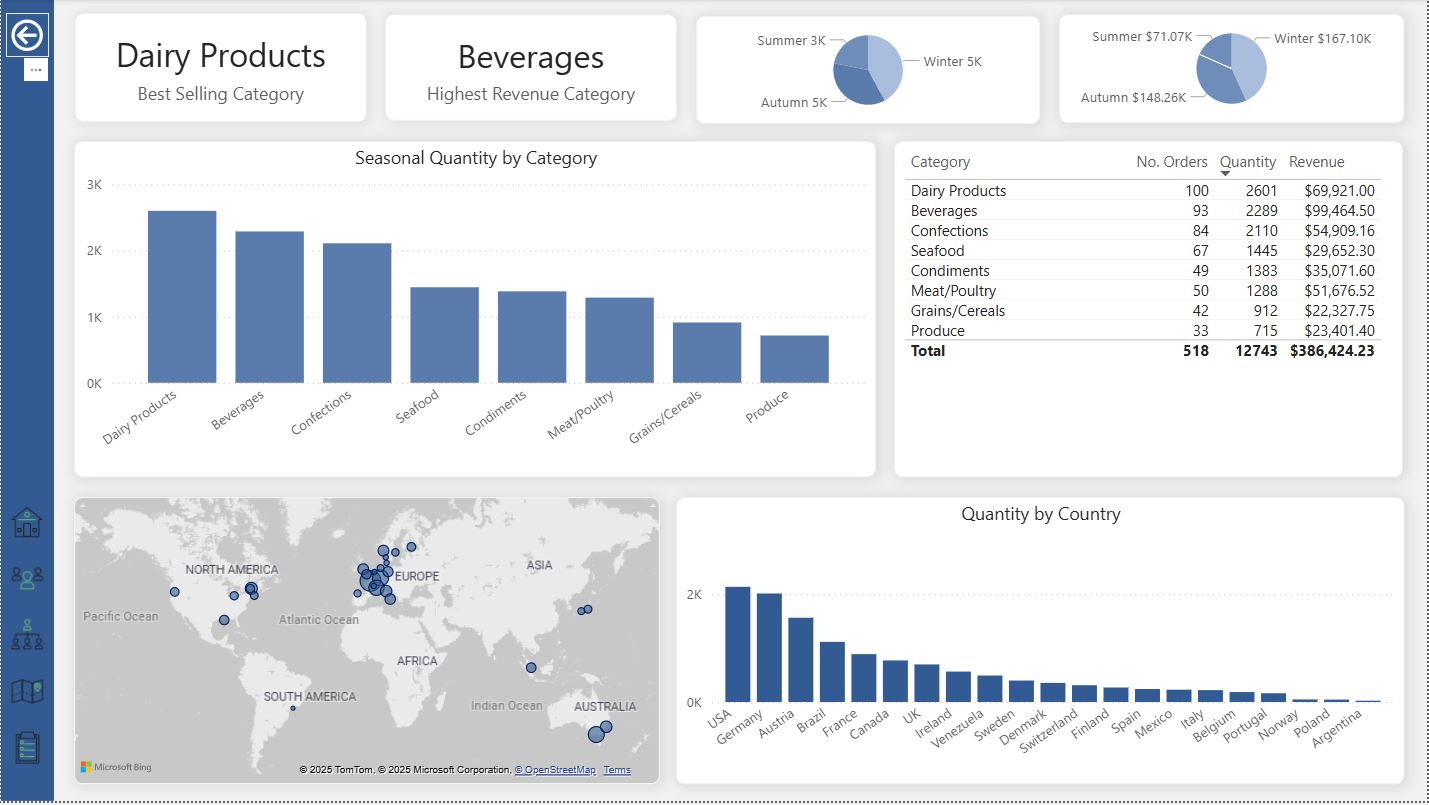 Dairy Products
Best Selling Category
Beverages
Highest Revenue Category
Summer 3K
Winter 5K
Autumn 5K
Summer $71.07K
Winter $167.10K
Autumn $148.26K
Seasonal Quantity by Category
3K
2K
1K
0K
Dairy Products
Beverages
Confections
Seafood
Condiments
Meat/Poultry
Grains/Cereals
Produce
Category No. Orders Quantity Revenue
Dairy Products 100 2601 $69,921.00
Beverages 93 2289 $99,464.50
Confections 84 2110 $54,909.16
Seafood 67 1445 $29,652.30
Condiments 49 1383 $35,071.60
Meat/Poultry 50 1288 $51,676.52
Grains/Cereals 42 912 $22,327.75
Produce 33 715 $23,401.40
Total 518 12743 $386,424.23
NORTH AMERICA
EUROPE
ASIA
Pacific Ocean
Atlantic Ocean
AFRICA
SOUTH AMERICA
Indian Ocean
AUSTRALIA
Microsoft Bing
© 2025 TomTom, © 2025 Microsoft Corporation, © OpenStreetMap Terms
Quantity by Country
2K
0K
USA
Germany
Austria
Brazil
France
Canada
UK
Ireland
Venezuela
Sweden
Denmark
Switzerland
Finland
Spain
Mexico
Italy
Belgium
Portugal
Norway
Poland
Argentina